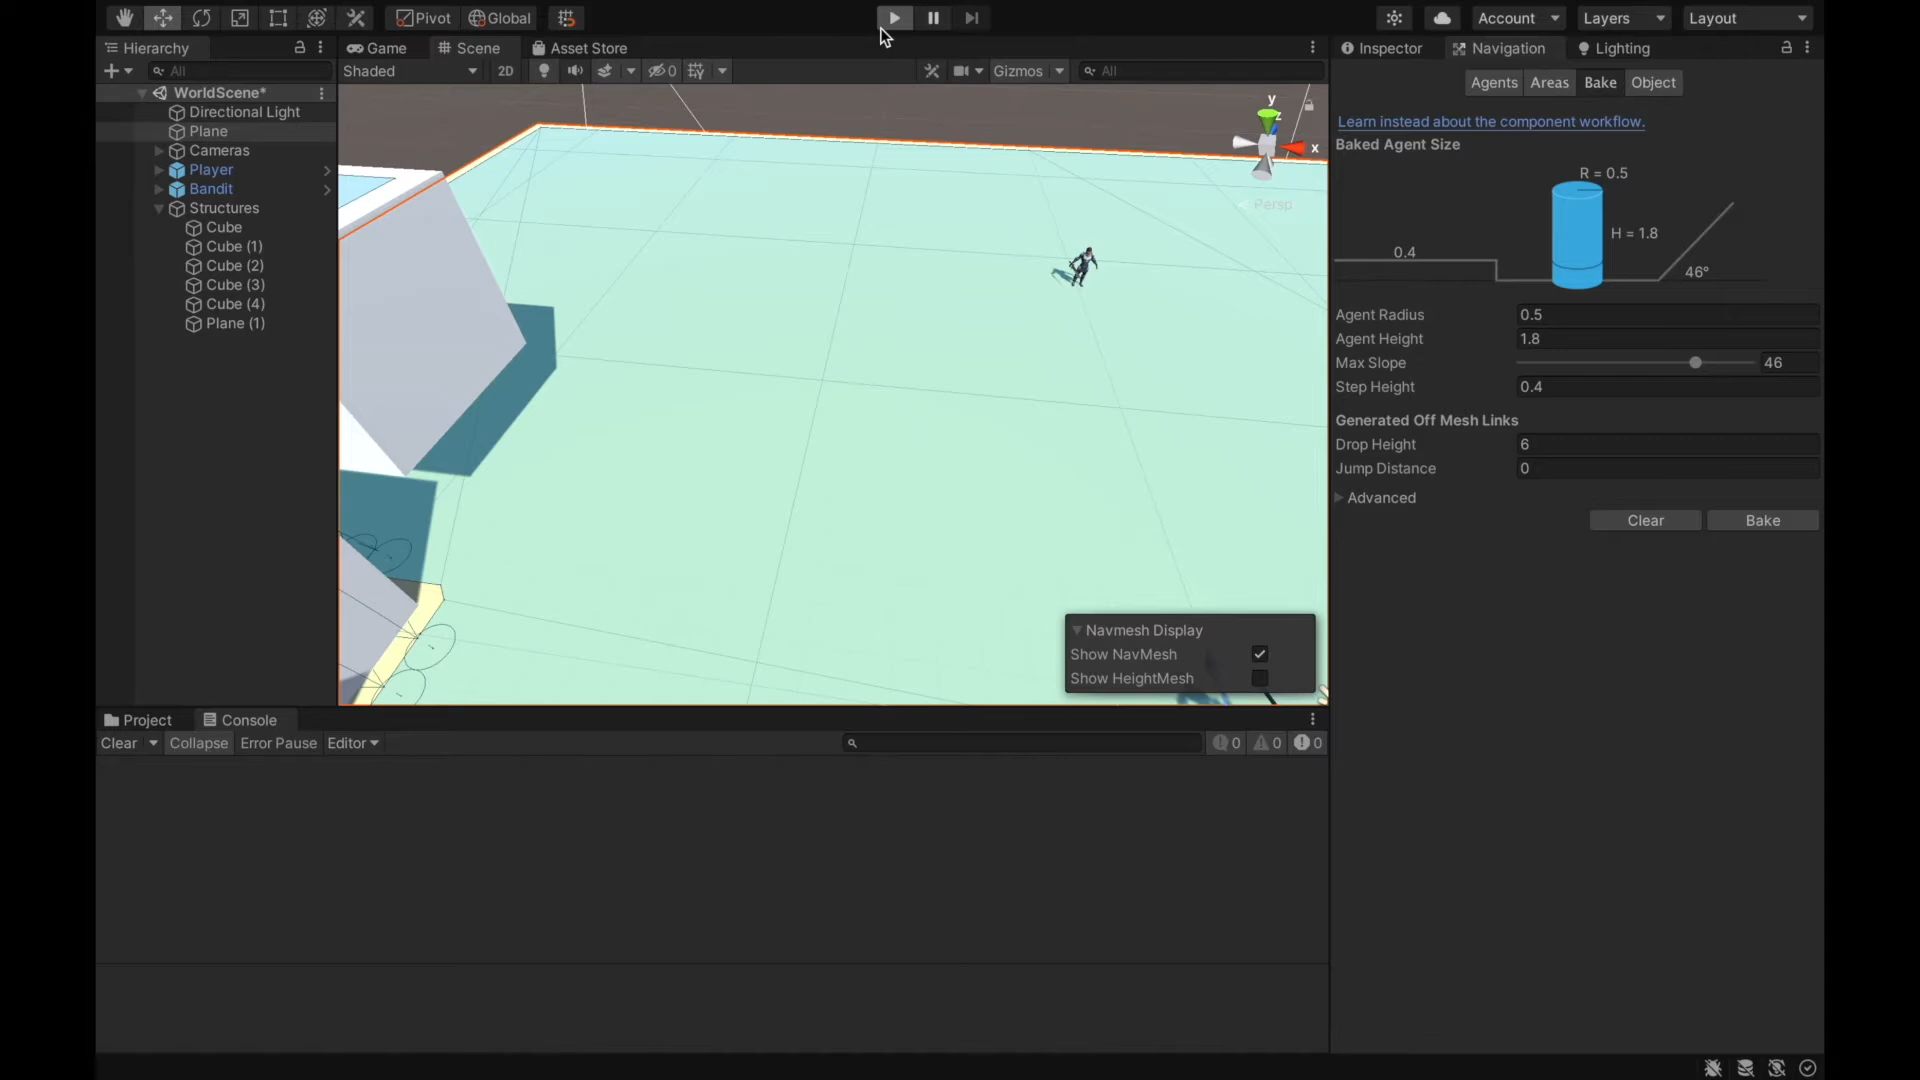 Pivot Global Account Layers Layout
Hierarchy Game Scene Asset Store Inspector Navigation Lighting
All Shaded 2D 0 Gizmos All
Agents Areas Bake Object
WorldScene*
Directional Light
Plane
Cameras
Player
Bandit
Structures
Cube
Cube (1)
Cube (2)
Cube (3)
Cube (4)
Plane (1)
y
z
x
Persp
Navmesh Display
Show NavMesh
Show HeightMesh
Learn instead about the component workflow.
Baked Agent Size
R = 0.5
H = 1.8
0.4
46°
Agent Radius 0.5
Agent Height 1.8
Max Slope 46
Step Height 0.4
Generated Off Mesh Links
Drop Height 6
Jump Distance 0
Advanced
Clear Bake
Project Console
Clear Collapse Error Pause Editor 0 0 0